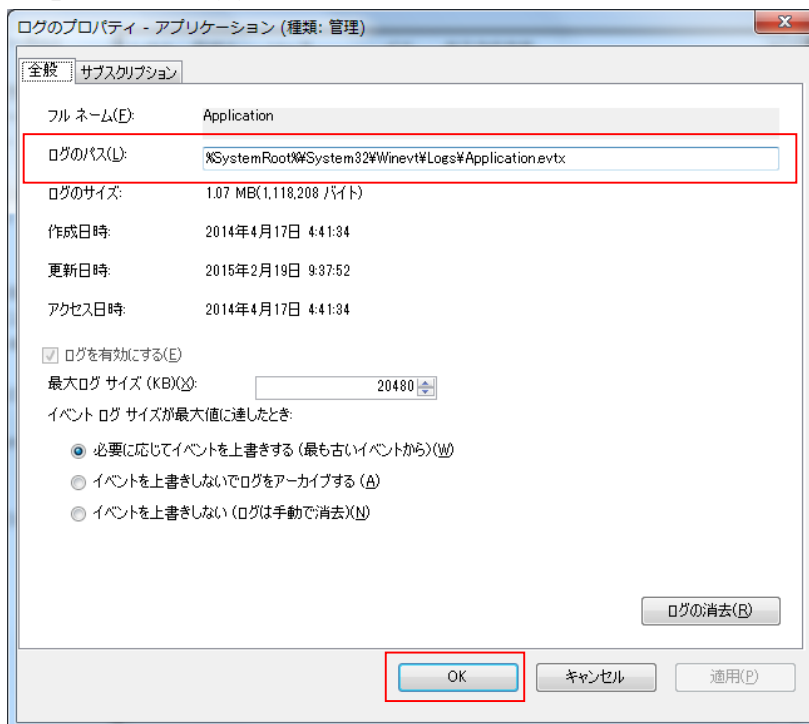 ログのプロパティ - アプリケーション (種類: 管理)
全般 サブスクリプション
フル ネーム(F): Application
ログのパス(L): %SystemRoot%¥System32¥Winevt¥Logs¥Application.evtx
ログのサイズ: 1.07 MB(1,118,208 バイト)
作成日時: 2014年4月17日 4:41:34
更新日時: 2015年2月19日 9:37:52
アクセス日時: 2014年4月17日 4:41:34
ログを有効にする(E)
最大ログ サイズ (KB)(X): 20480
イベント ログ サイズが最大値に達したとき:
必要に応じてイベントを上書きする (最も古いイベントから)(W)
イベントを上書きしないでログをアーカイブする (A)
イベントを上書きしない (ログは手動で消去)(N)
ログの消去(R)
OK キャンセル 適用(P)